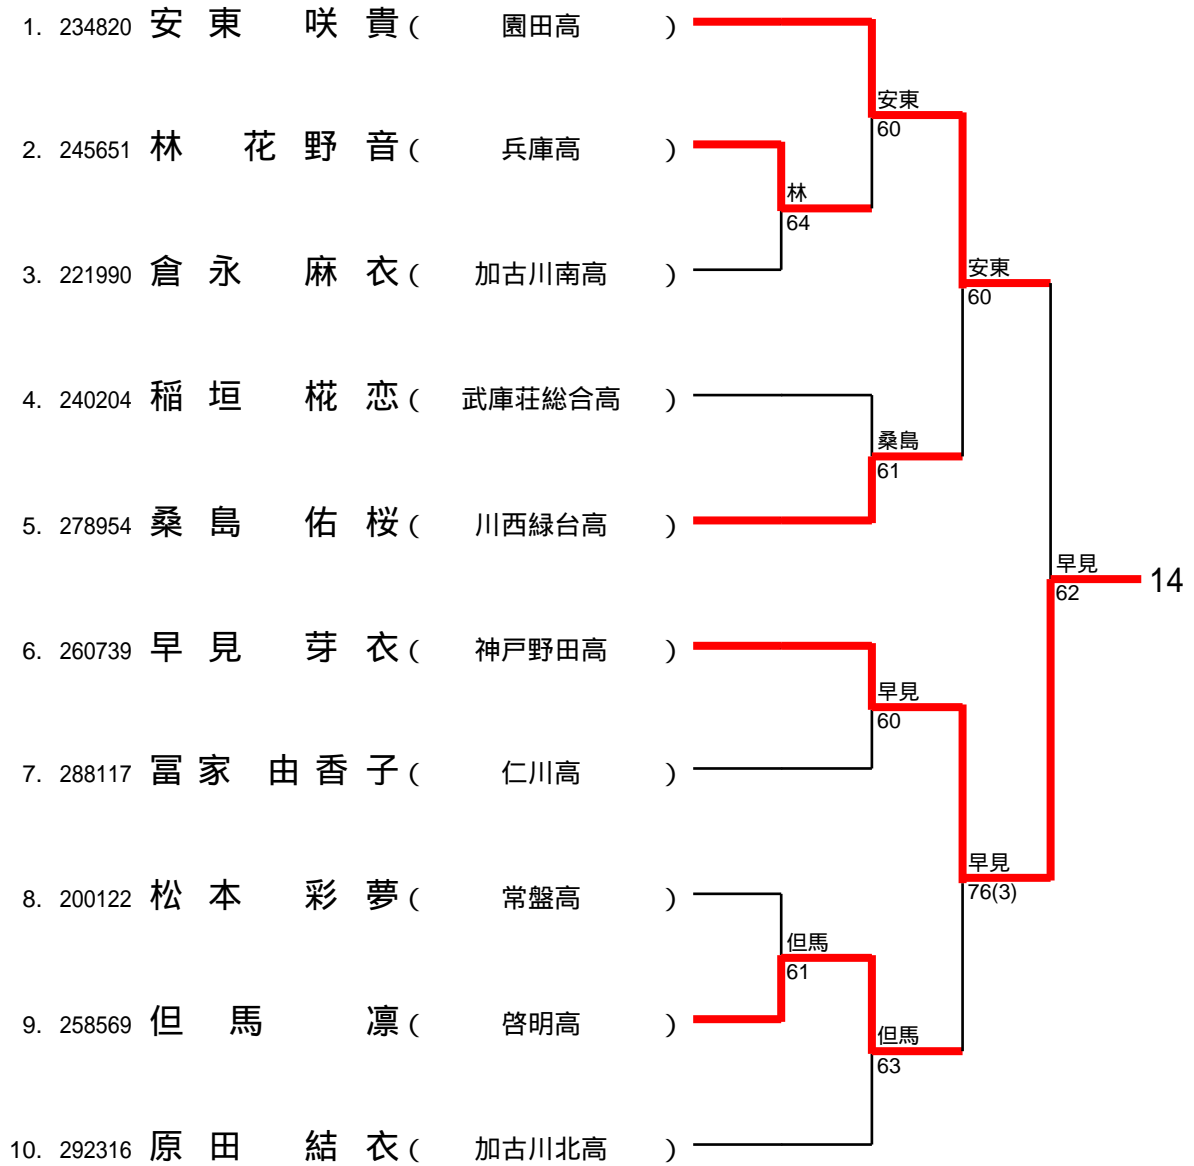 1. 234820 安東 咲貴 ( 園田高 )
安東
60
2. 245651 林 花野音 ( 兵庫高 )
林
64
3. 221990 倉永 麻衣 ( 加古川南高 )
安東
60
4. 240204 稲垣 椛恋 ( 武庫荘総合高 )
桑島
61
5. 278954 桑島 佑桜 ( 川西緑台高 )
早見 14
62
6. 260739 早見 芽衣 ( 神戸野田高 )
早見
60
7. 288117 冨家 由香子 ( 仁川高 )
早見
76(3)
8. 200122 松本 彩夢 ( 常盤高 )
但馬
61
9. 258569 但馬 凛 ( 啓明高 )
但馬
63
10. 292316 原田 結衣 ( 加古川北高 )